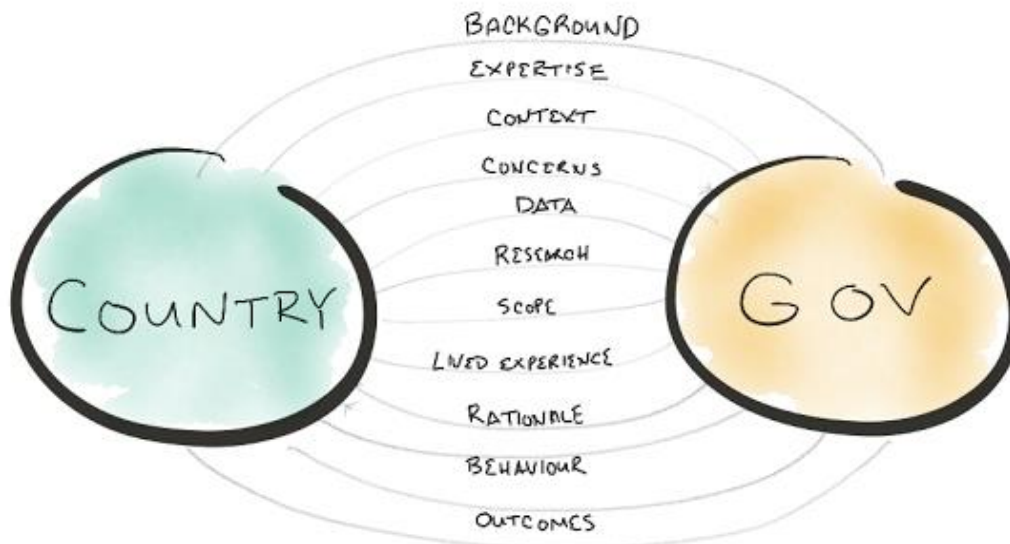 BACKGROUND
EXPERTISE
CONTEXT
CONCERNS
DATA
RESEARCH
SCOPE
COUNTRY
GOV
LIVED EXPERIENCE
RATIONALE
BEHAVIOUR
OUTCOMES